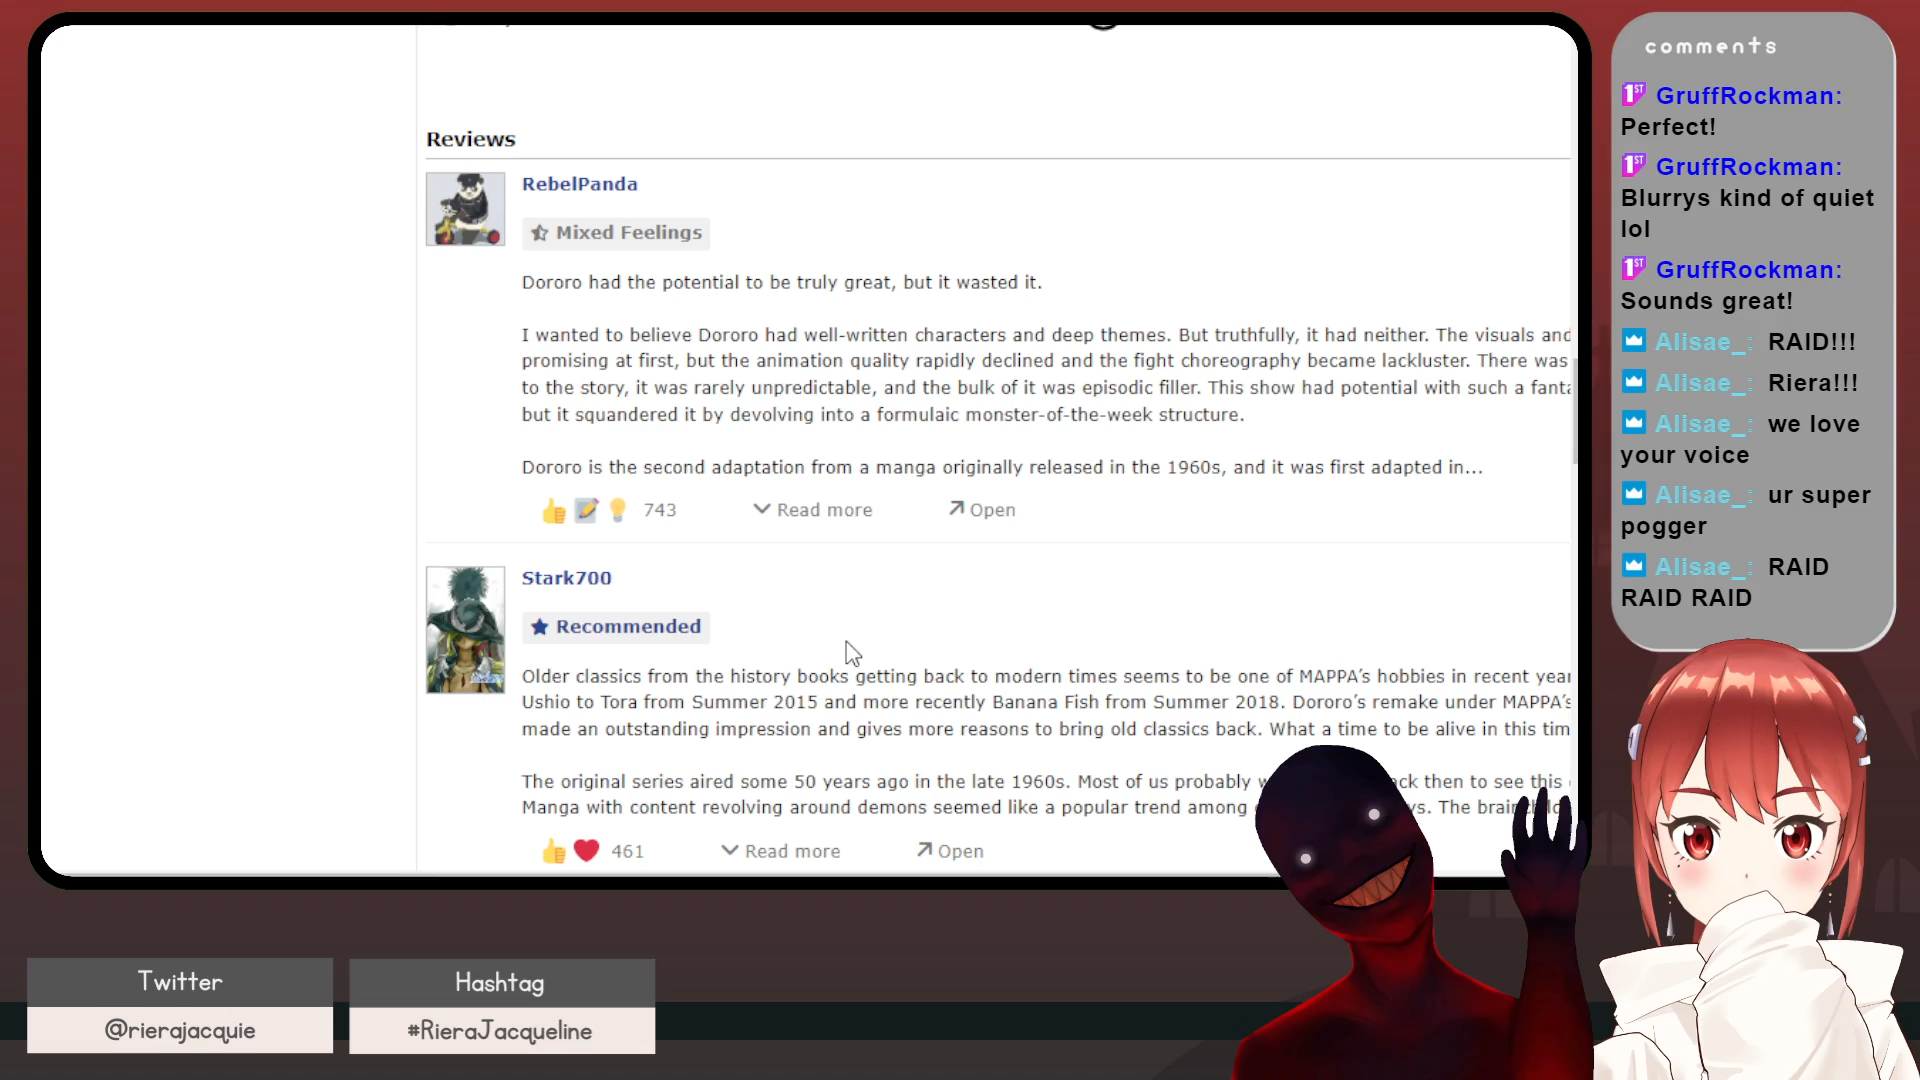 Reviews
RebelPanda
Mixed Feelings
Dororo had the potential to be truly great, but it wasted it.
I wanted to believe Dororo had well-written characters and deep themes. But truthfully, it had neither. The visuals and
promising at first, but the animation quality rapidly declined and the fight choreography became lackluster. There was
to the story, it was rarely unpredictable, and the bulk of it was episodic filler. This show had potential with such a fanta
but it squandered it by devolving into a formulaic monster-of-the-week structure.
Dororo is the second adaptation from a manga originally released in the 1960s, and it was first adapted in...
743 Read more Open
Stark700
Recommended
Older classics from the history books getting back to modern times seems to be one of MAPPA's hobbies in recent year
Ushio to Tora from Summer 2015 and more recently Banana Fish from Summer 2018. Dororo's remake under MAPPA's
made an outstanding impression and gives more reasons to bring old classics back. What a time to be alive in this tim
The original series aired some 50 years ago in the late 1960s. Most of us probably ck then to see this
Manga with content revolving around demons seemed like a popular trend among ys. The brainchild
461 Read more Open
comments
1ST GruffRockman:
Perfect!
1ST GruffRockman:
Blurrys kind of quiet
lol
1ST GruffRockman:
Sounds great!
Alisae_: RAID!!!
Alisae_: Riera!!!
Alisae_: we love
your voice
Alisae_: ur super
pogger
Alisae_: RAID
RAID RAID
Twitter
@rierajacquie
Hashtag
#RieraJacqueline